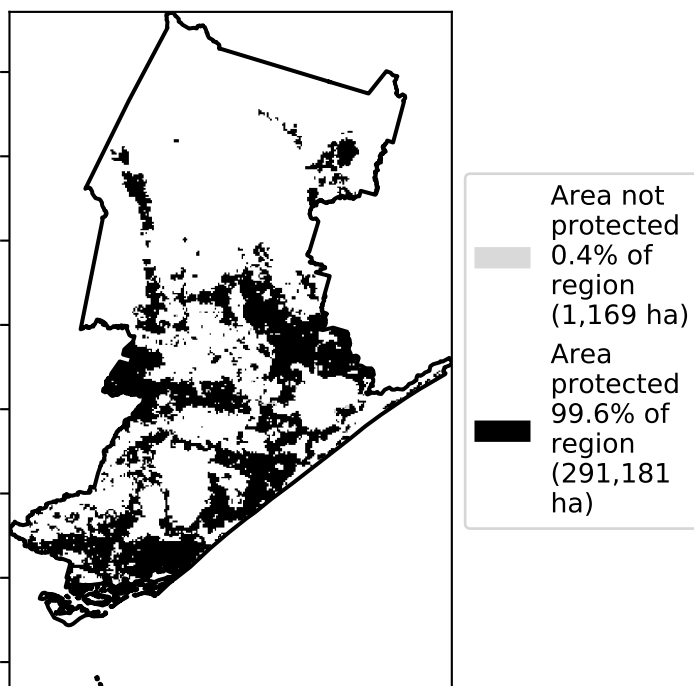 Area not
protected
0.4% of
region
(1,169 ha)
Area
protected
99.6% of
region
(291,181
ha)